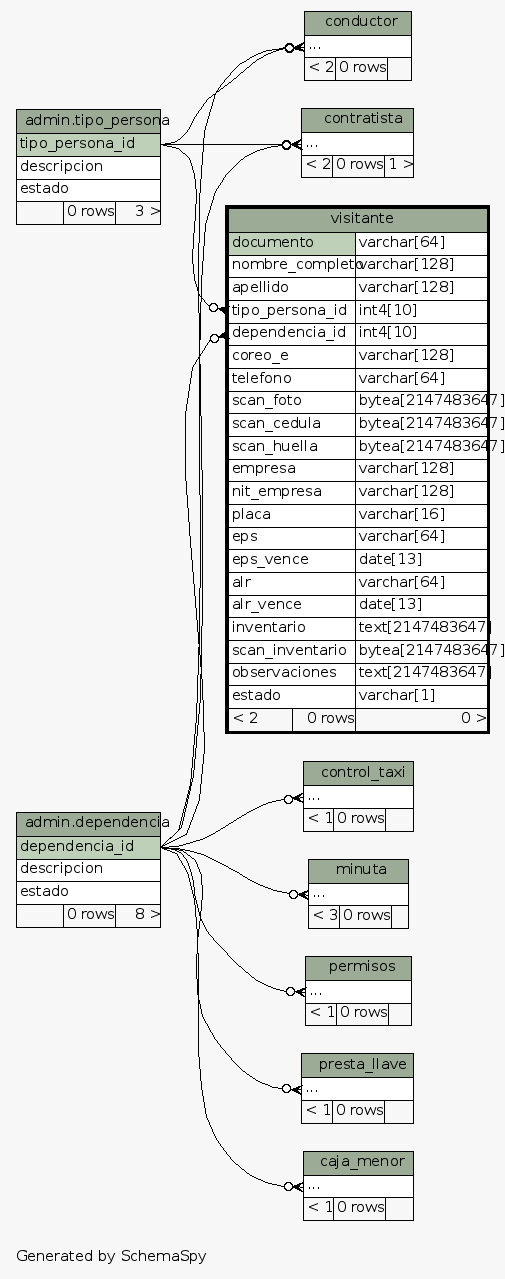 conductor
...
< 2 0 rows
admin.tipo_persona
tipo_persona_id
descripcion
estado
0 rows 3 >
contratista
...
< 2 0 rows 1 >
visitante
documento varchar[64]
nombre_completo varchar[128]
apellido varchar[128]
tipo_persona_id int4[10]
dependencia_id int4[10]
coreo_e varchar[128]
telefono varchar[64]
scan_foto bytea[2147483647]
scan_cedula bytea[2147483647]
scan_huella bytea[2147483647]
empresa varchar[128]
nit_empresa varchar[128]
placa varchar[16]
eps varchar[64]
eps_vence date[13]
alr varchar[64]
alr_vence date[13]
inventario text[2147483647]
scan_inventario bytea[2147483647]
observaciones text[2147483647]
estado varchar[1]
< 2 0 rows 0 >
control_taxi
...
< 1 0 rows
admin.dependencia
dependencia_id
descripcion
estado
0 rows 8 >
minuta
...
< 3 0 rows
permisos
...
< 1 0 rows
presta_llave
...
< 1 0 rows
caja_menor
...
< 1 0 rows
Generated by SchemaSpy